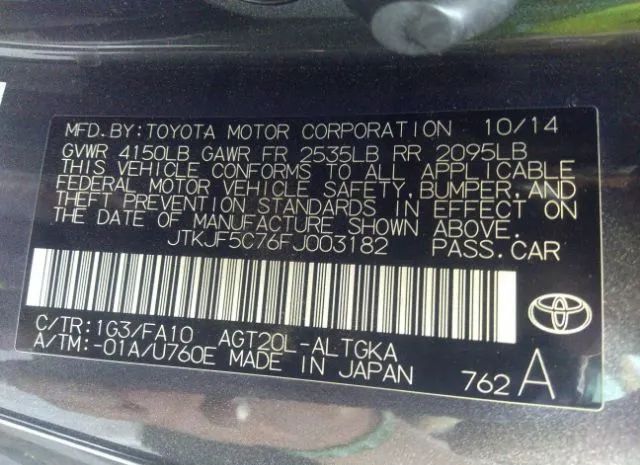 MFD.BY:TOYOTA MOTOR CORPORATION 10/14
GVWR 4150LB GAWR FR 2535LB RR 2095LB
THIS VEHICLE CONFORMS TO ALL APPLICABLE
FEDERAL MOTOR VEHICLE SAFETY,BUMPER,AND
THEFT PREVENTION STANDARDS IN EFFECT ON
THE DATE OF MANUFACTURE SHOWN ABOVE.
JTKJF5C76FJ003182 PASS.CAR
C/TR:1G3/FA10 AGT20L-ALTGKA
A/TM:-01A/U760E MADE IN JAPAN
762A